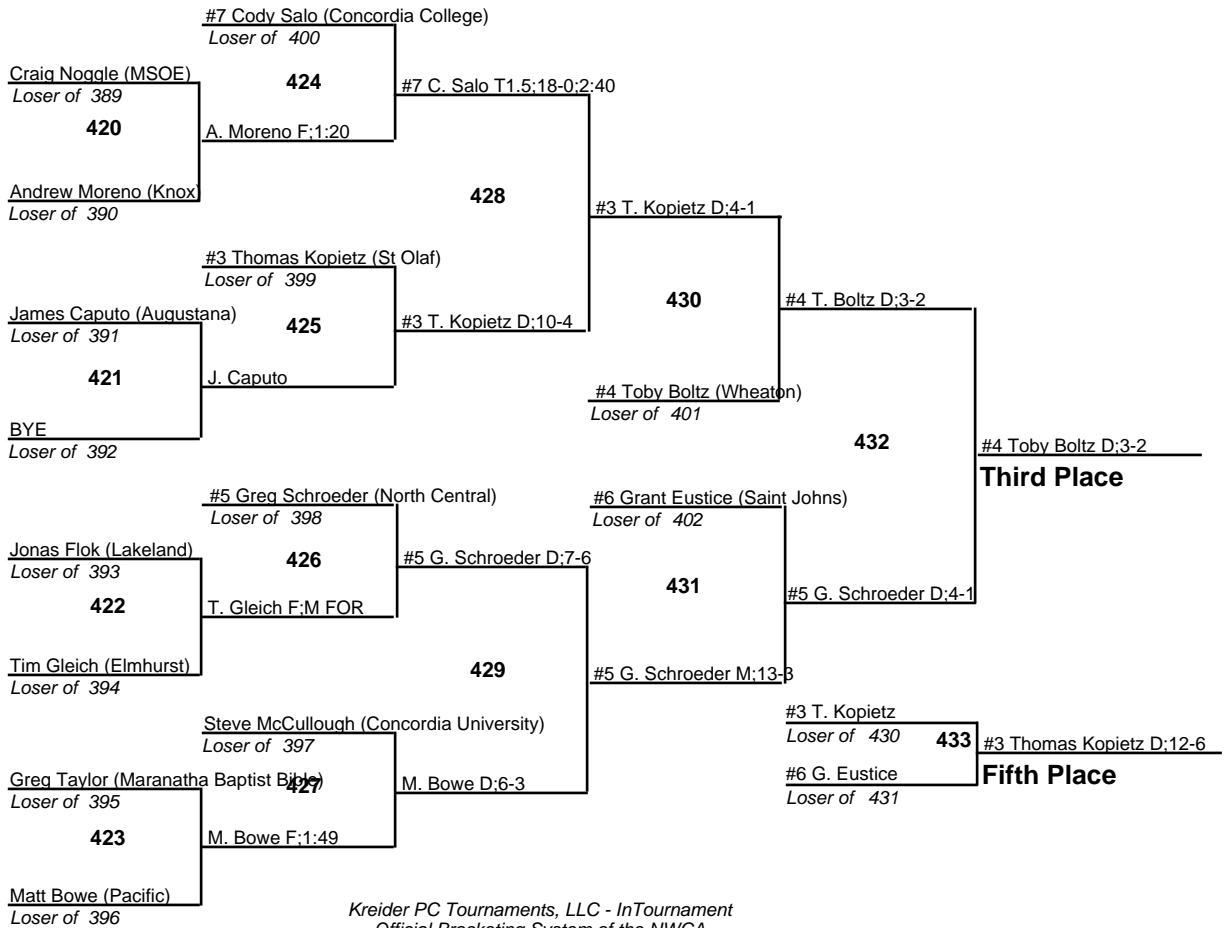 #7 Cody Salo (Concordia College)
Loser of 400
Craig Noggle (MSOE)
Loser of 389
424
#7 C. Salo T1.5;18-0;2:40
420
A. Moreno F;1:20
Andrew Moreno (Knox)
Loser of 390
428
#3 T. Kopietz D;4-1
#3 Thomas Kopietz (St Olaf)
Loser of 399
James Caputo (Augustana)
Loser of 391
425
#3 T. Kopietz D;10-4
430
#4 T. Boltz D;3-2
421
J. Caputo
#4 Toby Boltz (Wheaton)
Loser of 401
BYE
Loser of 392
432
#4 Toby Boltz D;3-2
Third Place
#5 Greg Schroeder (North Central)
Loser of 398
#6 Grant Eustice (Saint Johns)
Loser of 402
Jonas Flok (Lakeland)
Loser of 393
426
#5 G. Schroeder D;7-6
431
#5 G. Schroeder D;4-1
422
T. Gleich F;M FOR
Tim Gleich (Elmhurst)
Loser of 394
429
#5 G. Schroeder M;13-3
Steve McCullough (Concordia University)
Loser of 397
#3 T. Kopietz
Loser of 430
433
#3 Thomas Kopietz D;12-6
Fifth Place
#6 G. Eustice
Loser of 431
Greg Taylor (Maranatha Baptist Bible)
Loser of 395
427
M. Bowe D;6-3
423
M. Bowe F;1:49
Matt Bowe (Pacific)
Loser of 396
Kreider PC Tournaments, LLC - InTournament
Official Bracketing System of the NWCA